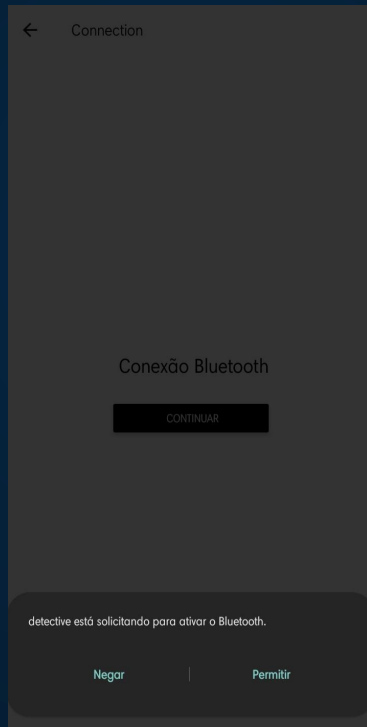 Connection
Conexão Bluetooth
CONTINUAR
detective está solicitando para ativar o Bluetooth.
Negar
Permitir